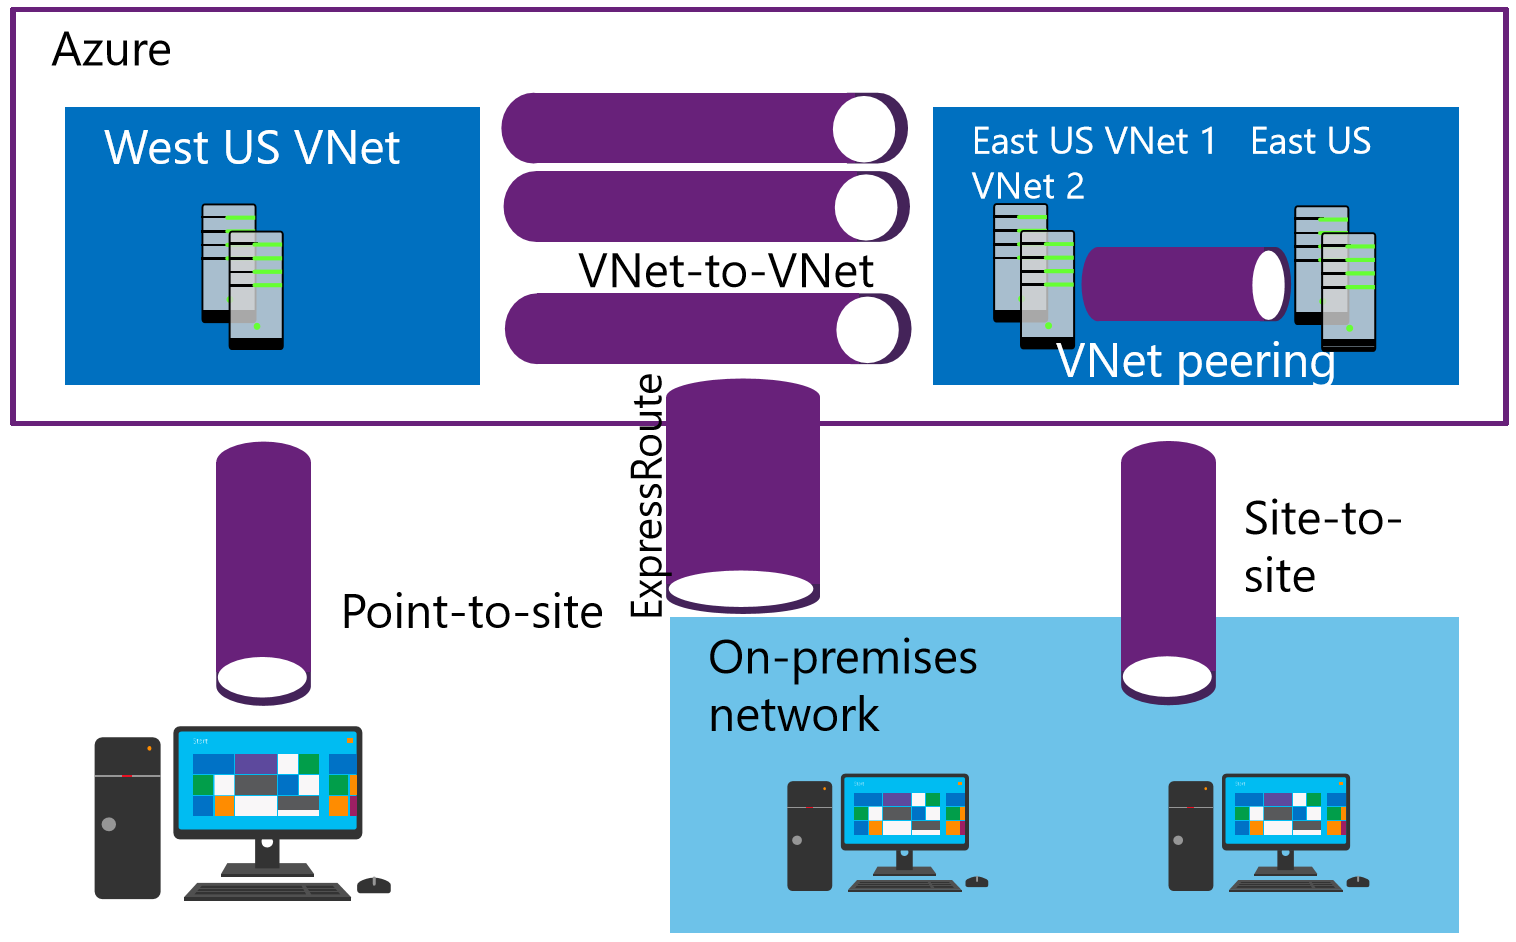 Azure
West US VNet
East US VNet 1 East US
VNet 2
VNet-to-VNet
VNet peering
ExpressRoute
Site-to-
site
Point-to-site
On-premises
network
Start